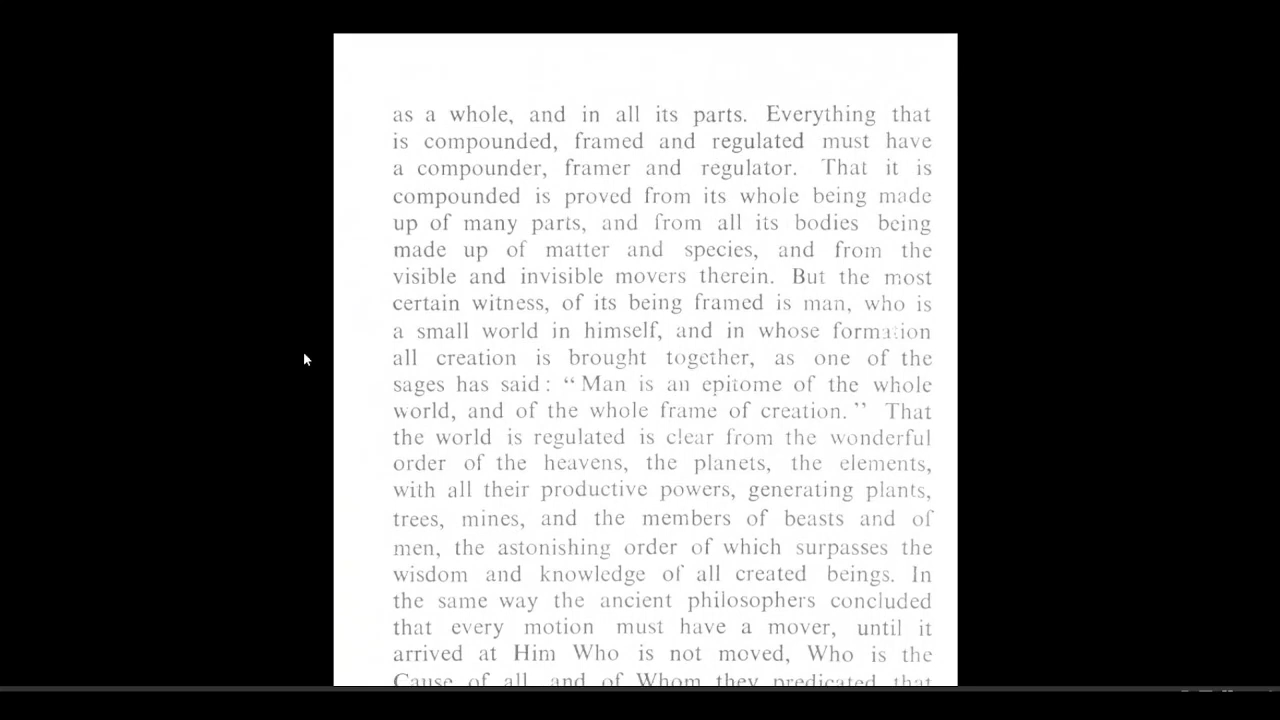 as a whole, and in all its parts. Everything that
is compounded, framed and regulated must have
a compounder, framer and regulator. That it is
compounded is proved from its whole being made
up of many parts, and from all its bodies being
made up of matter and species, and from the
visible and invisible movers therein. But the most
certain witness, of its being framed is man, who is
a small world in himself, and in whose formation
all creation is brought together, as one of the
sages has said: “Man is an epitome of the whole
world, and of the whole frame of creation.” That
the world is regulated is clear from the wonderful
order of the heavens, the planets, the elements,
with all their productive powers, generating plants,
trees, mines, and the members of beasts and of
men, the astonishing order of which surpasses the
wisdom and knowledge of all created beings. In
the same way the ancient philosophers concluded
that every motion must have a mover, until it
arrived at Him Who is not moved, Who is the
Cause of all, and of Whom they predicated that